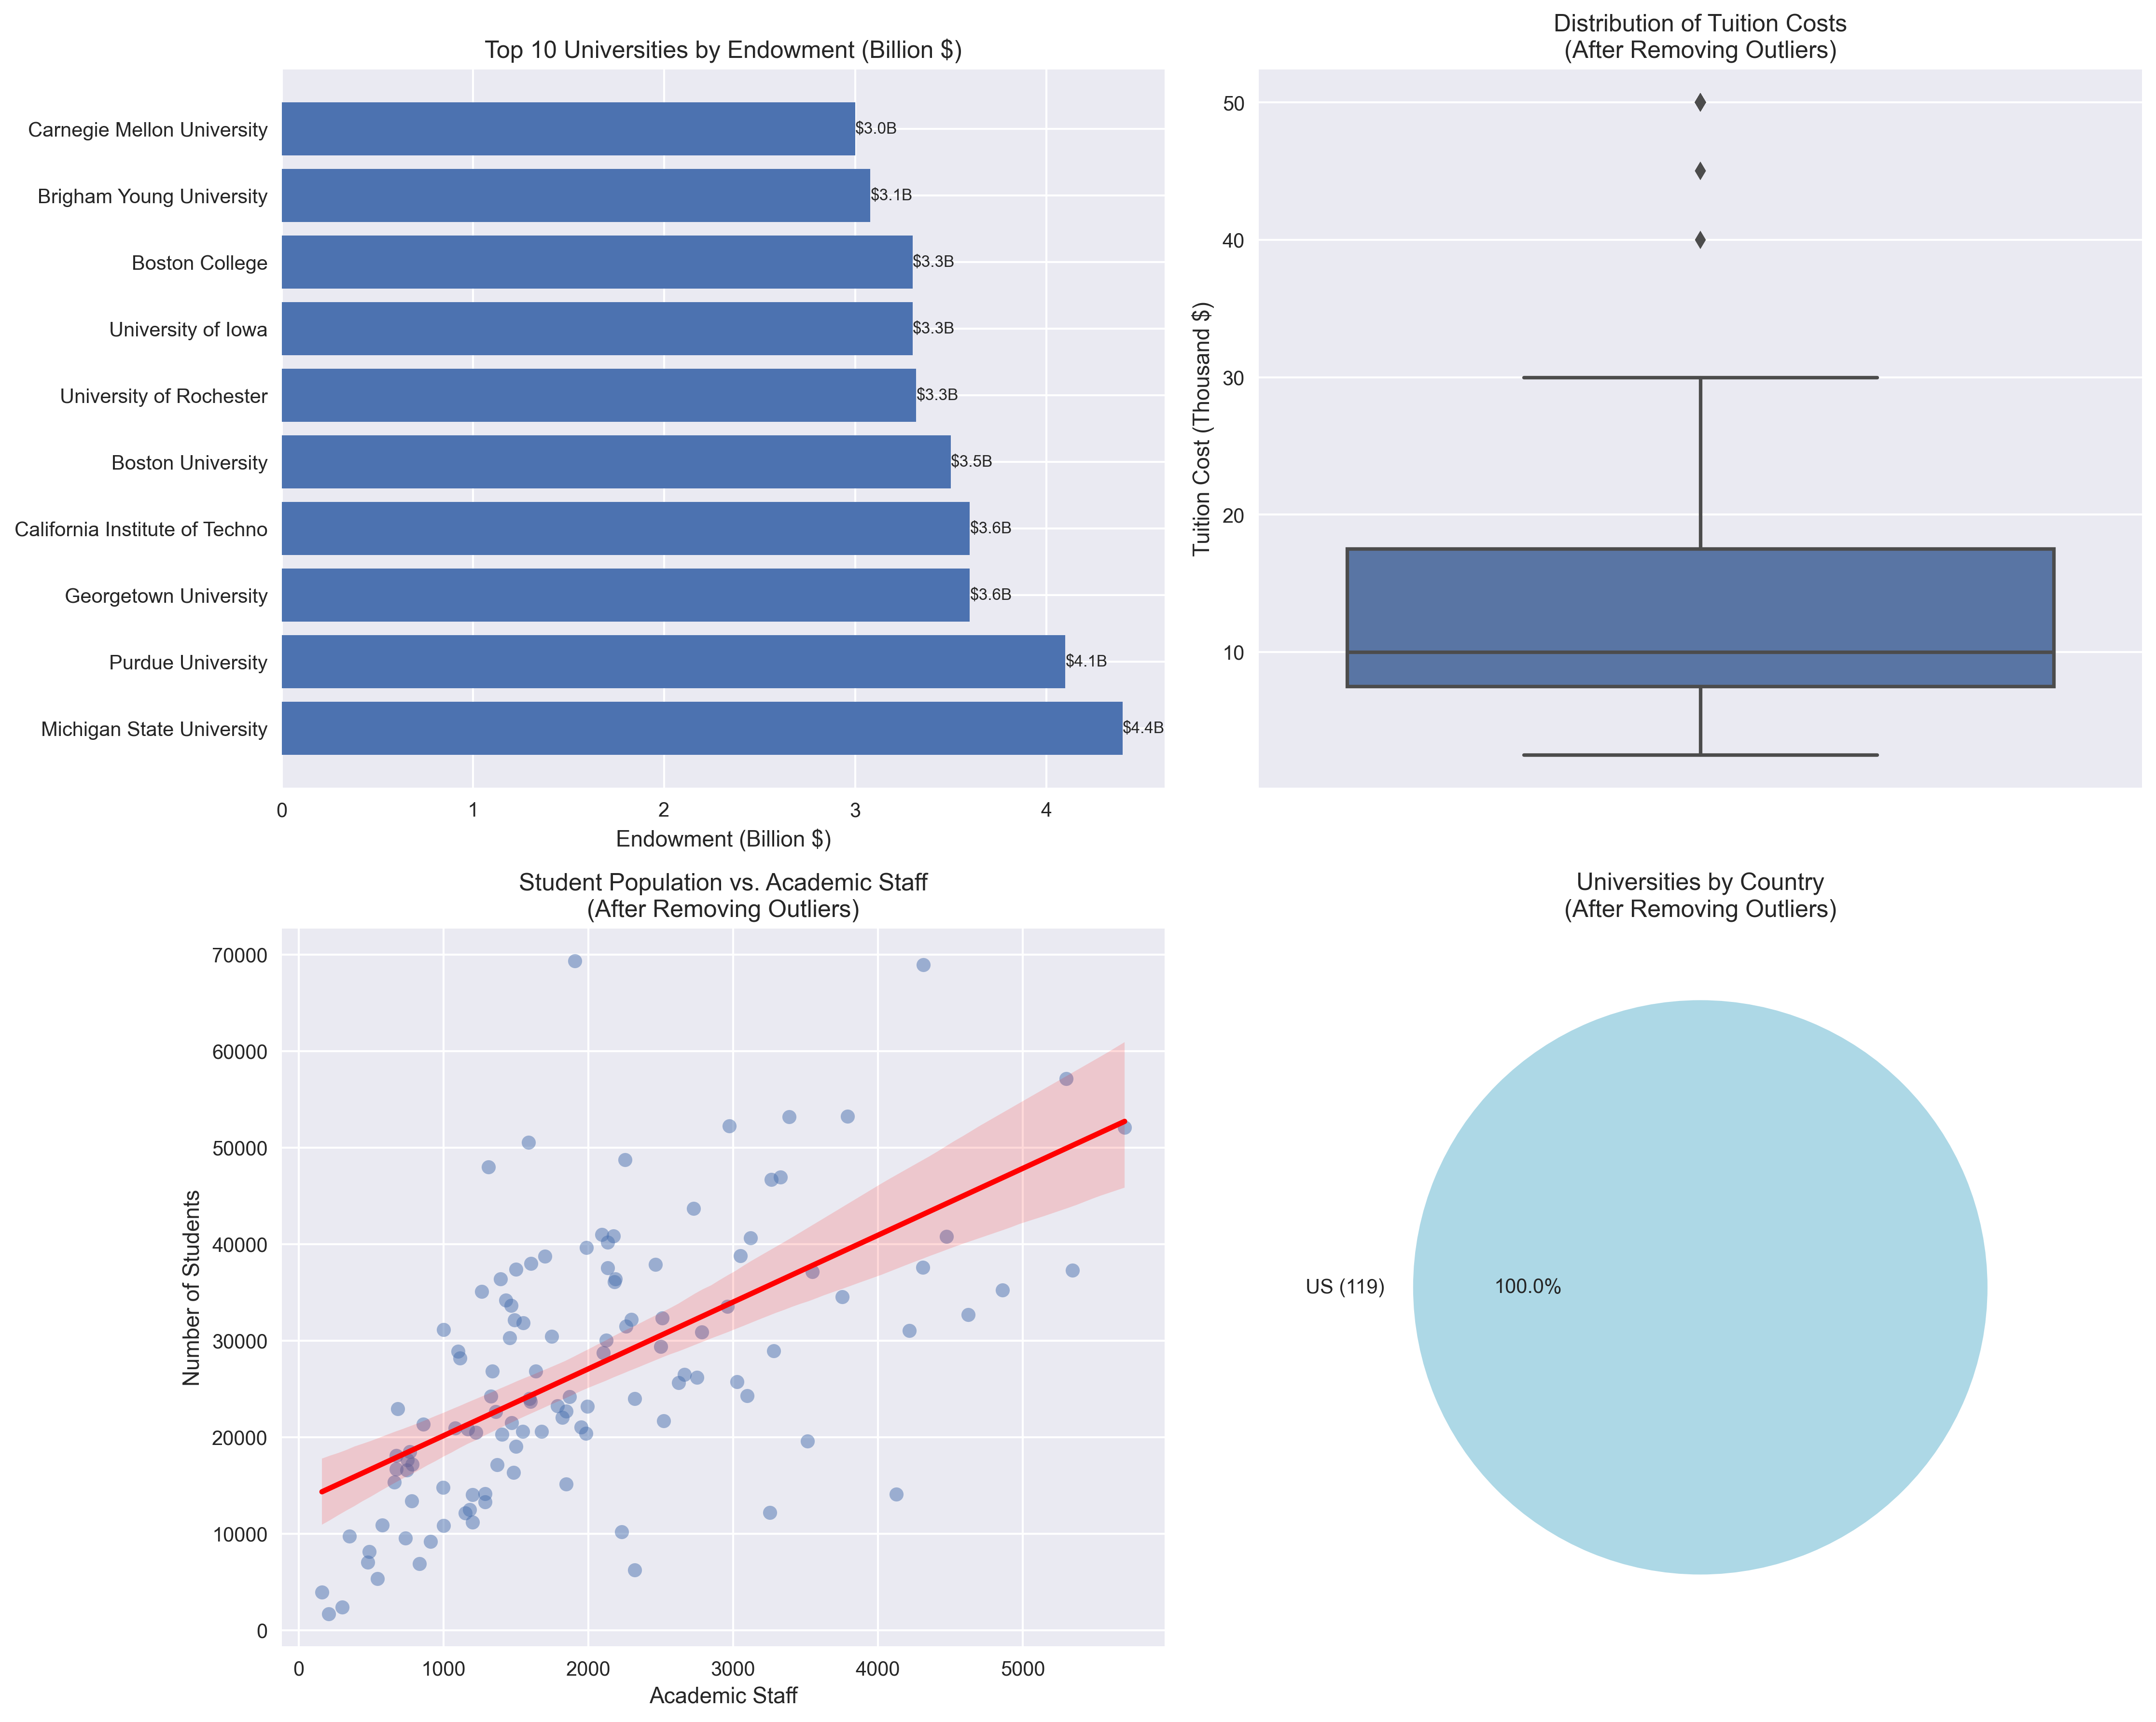 Top 10 Universities by Endowment (Billion $)
Carnegie Mellon University
$3.0B
Brigham Young University
$3.1B
Boston College
$3.3B
University of Iowa
$3.3B
University of Rochester
$3.3B
Boston University
$3.5B
California Institute of Techno
$3.6B
Georgetown University
$3.6B
Purdue University
$4.1B
Michigan State University
$4.4B
0 1 2 3 4
Endowment (Billion $)
Distribution of Tuition Costs
(After Removing Outliers)
Tuition Cost (Thousand $)
50
40
30
20
10
Student Population vs. Academic Staff
(After Removing Outliers)
Number of Students
70000
60000
50000
40000
30000
20000
10000
0
0 1000 2000 3000 4000 5000
Academic Staff
Universities by Country
(After Removing Outliers)
US (119)
100.0%